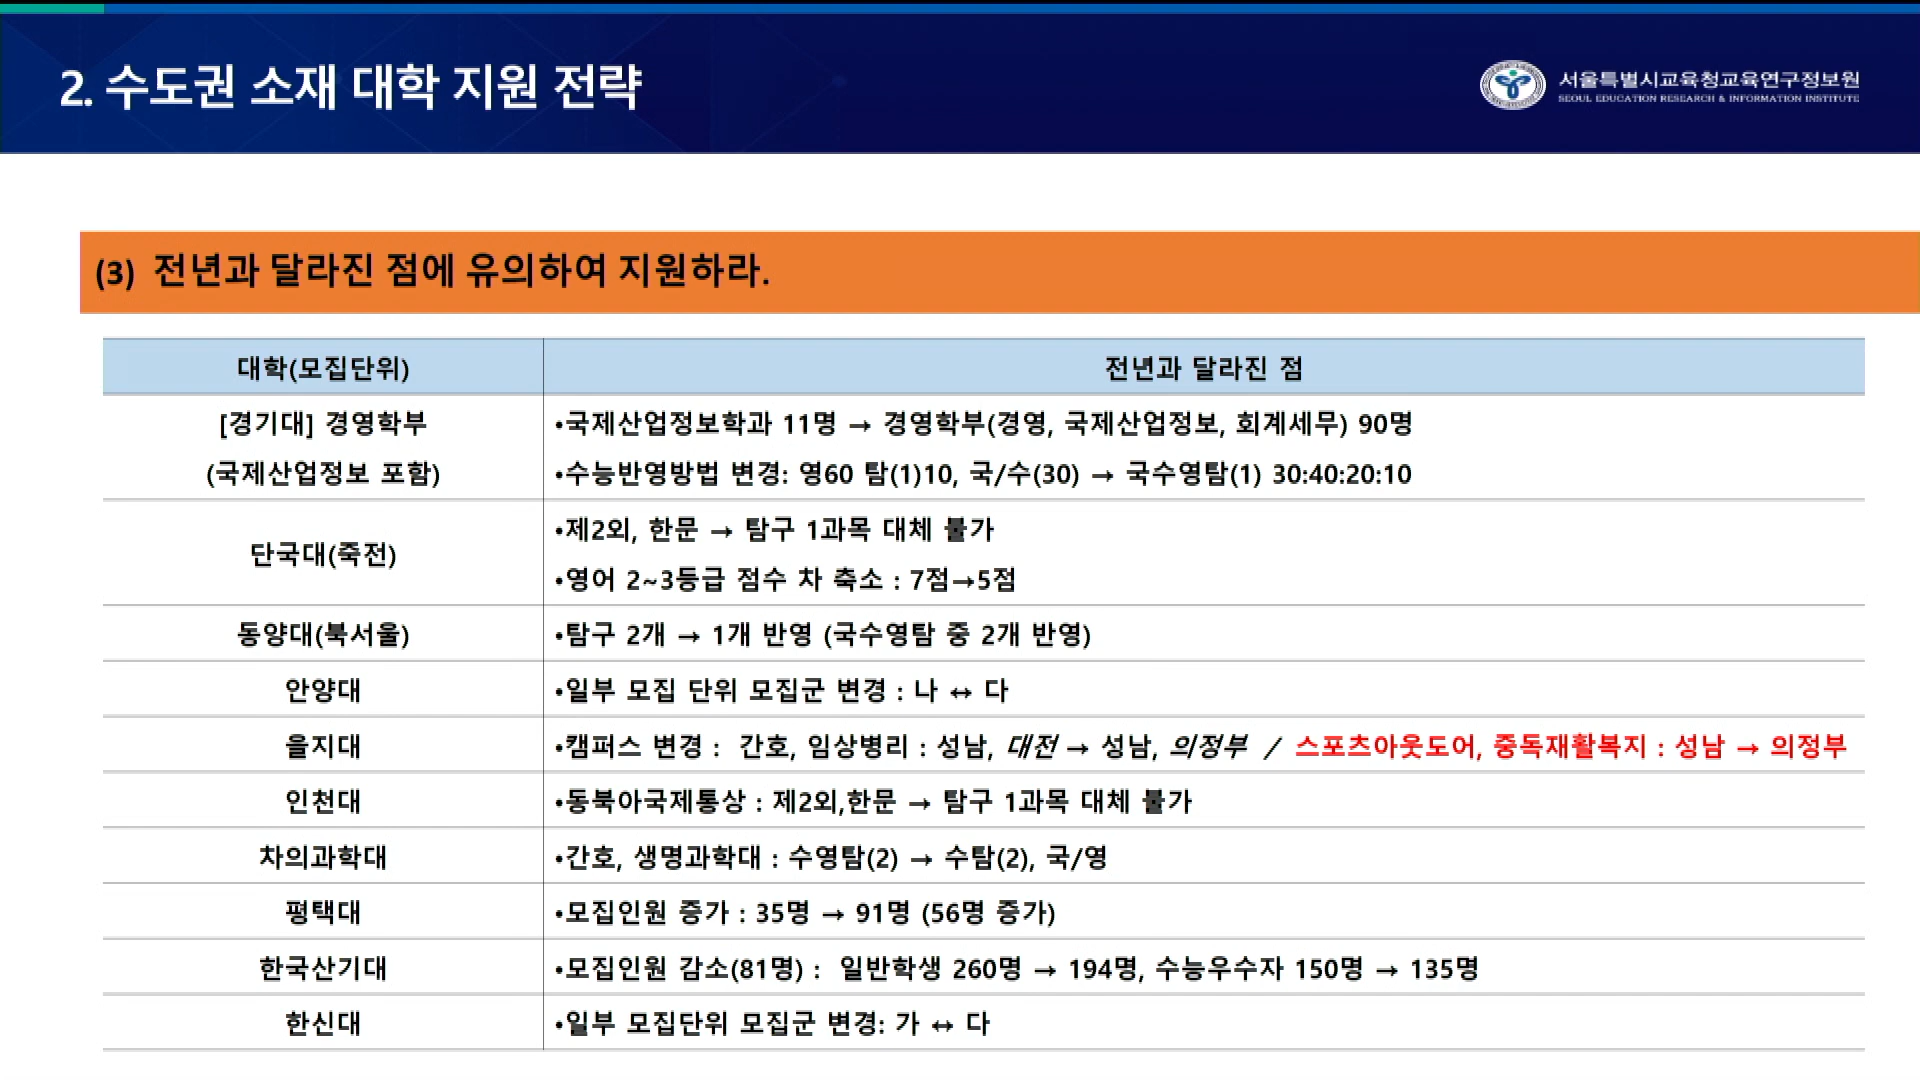 2. 수도권 소재 대학 지원 전략
서울특별시교육청교육연구정보원
SEOUL EDUCATION RESEARCH & INFORMATION INSTITUTE
(3) 전년과 달라진 점에 유의하여 지원하라.
대학(모집단위)
전년과 달라진 점
[경기대] 경영학부
(국제산업정보 포함)
•국제산업정보학과 11명 → 경영학부(경영, 국제산업정보, 회계세무) 90명
•수능반영방법 변경: 영60 탐(1)10, 국/수(30) → 국수영탐(1) 30:40:20:10
단국대(죽전)
•제2외, 한문 → 탐구 1과목 대체 불가
•영어 2~3등급 점수 차 축소 : 7점→5점
동양대(북서울)
•탐구 2개 → 1개 반영 (국수영탐 중 2개 반영)
안양대
•일부 모집 단위 모집군 변경 : 나 ↔ 다
을지대
•캠퍼스 변경 : 간호, 임상병리 : 성남, 대전 → 성남, 의정부 / 스포츠아웃도어, 중독재활복지 : 성남 → 의정부
인천대
•동북아국제통상 : 제2외,한문 → 탐구 1과목 대체 불가
차의과학대
•간호, 생명과학대 : 수영탐(2) → 수탐(2), 국/영
평택대
•모집인원 증가 : 35명 → 91명 (56명 증가)
한국산기대
•모집인원 감소(81명) : 일반학생 260명 → 194명, 수능우수자 150명 → 135명
한신대
•일부 모집단위 모집군 변경: 가 ↔ 다